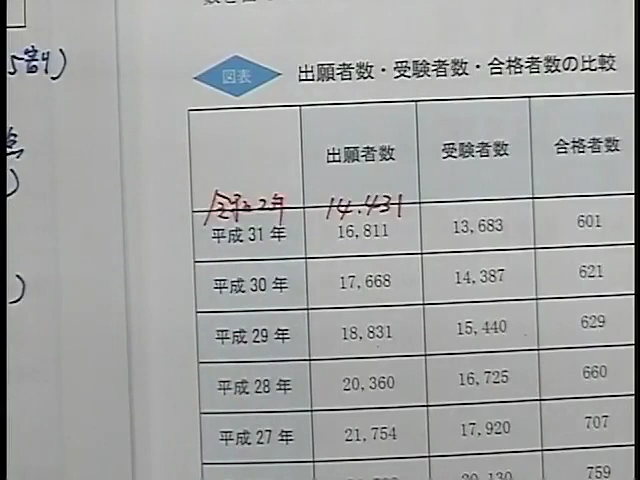 図表 出願者数・受験者数・合格者数の比較
出願者数 受験者数 合格者数
令和2年 14.431
平成31年 16,811 13,683 601
平成30年 17,668 14,387 621
平成29年 18,831 15,440 629
平成28年 20,360 16,725 660
平成27年 21,754 17,920 707
20,130 759
5割)